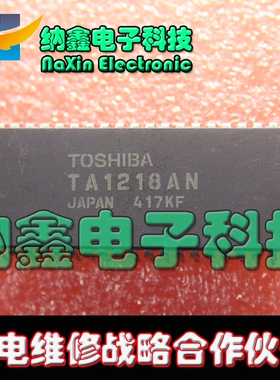 纳鑫电子科技
NaXin Electronic
TOSHIBA
TA1218AN
JAPAN 417KF
纳鑫电子科技
电维修战略合作伙